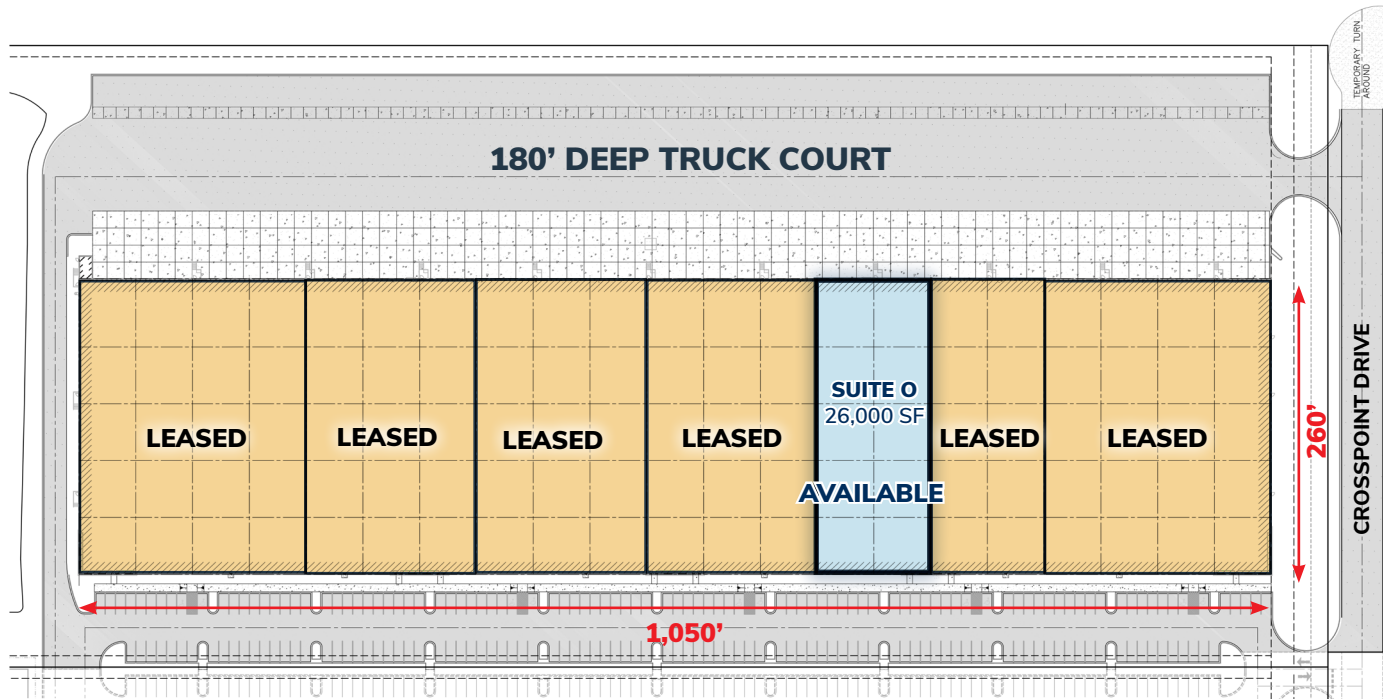 TEMPORARY TURN
AROUND
180’ DEEP TRUCK COURT
LEASED
LEASED
LEASED
LEASED
SUITE O
26,000 SF
AVAILABLE
LEASED
LEASED
260’
CROSSPOINT DRIVE
1,050’